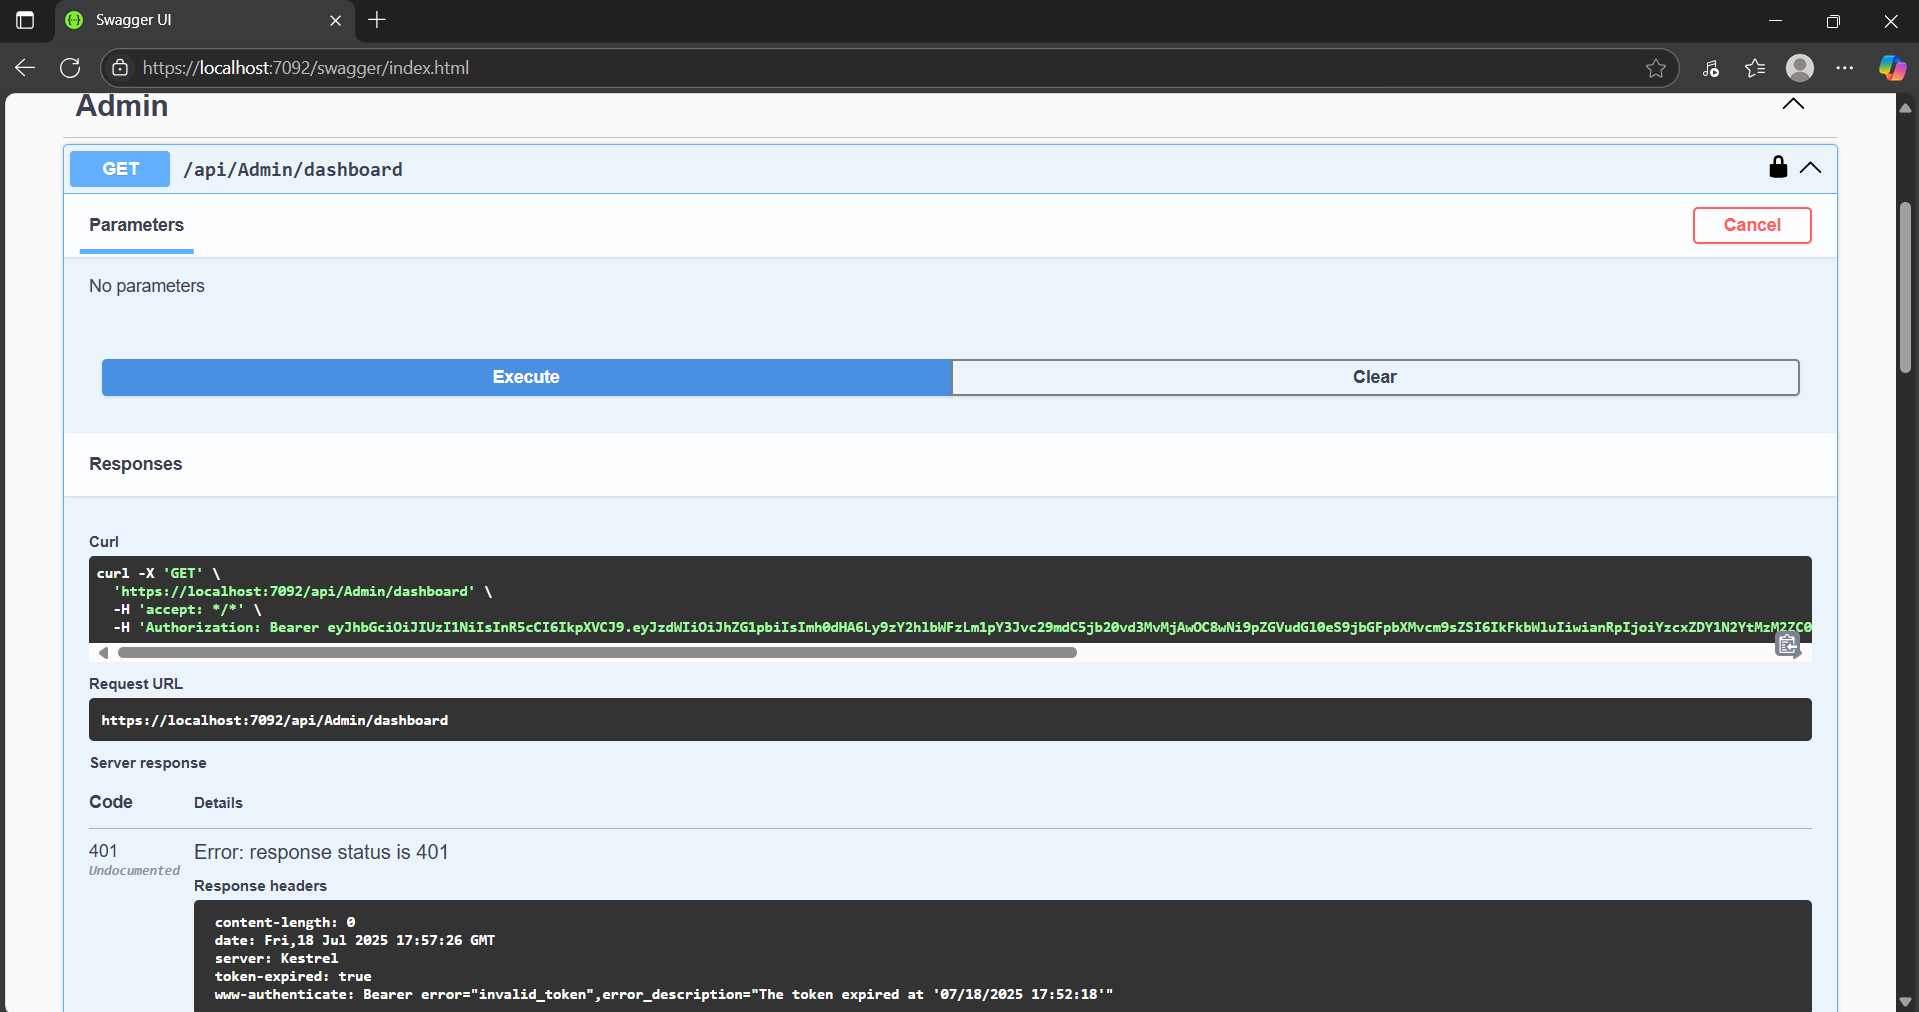 Swagger UI
https://localhost:7092/swagger/index.html
Admin
GET /api/Admin/dashboard
Parameters
Cancel
No parameters
Execute
Clear
Responses
Curl
curl -X 'GET' \
'https://localhost:7092/api/Admin/dashboard' \
-H 'accept: */*' \
-H 'Authorization: Bearer eyJhbGciOiJIUzI1NiIsInR5cCI6IkpXVCJ9.eyJzdWIiOiJhZG1pbiIsImh0dHA6Ly9zY2hlbWFzLm1pY3Jvc29mdC5jb20vd3MvMjAwOC8wNi9pZGVudGl0eS9jbGFpbXMvcm9sZSI6IkFkbWluIiwianRpIjoiYzcxZDY1N2YtMzM2ZC0
Request URL
https://localhost:7092/api/Admin/dashboard
Server response
Code Details
401 Error: response status is 401
Undocumented
Response headers
content-length: 0
date: Fri,18 Jul 2025 17:57:26 GMT
server: Kestrel
token-expired: true
www-authenticate: Bearer error="invalid_token",error_description="The token expired at '07/18/2025 17:52:18'"